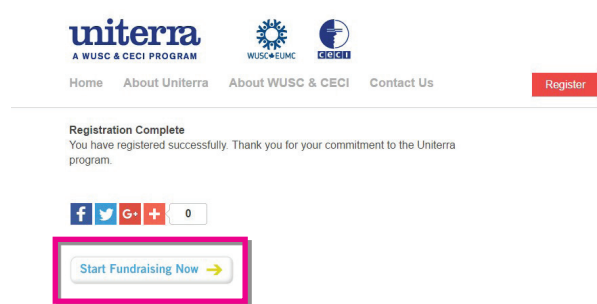 uniterra
A WUSC & CECI PROGRAM
WUSC EUMC
CECI
Home About Uniterra About WUSC & CECI Contact Us
Register
Registration Complete
You have registered successfully. Thank you for your commitment to the Uniterra
program.
f G+ + 0
Start Fundraising Now